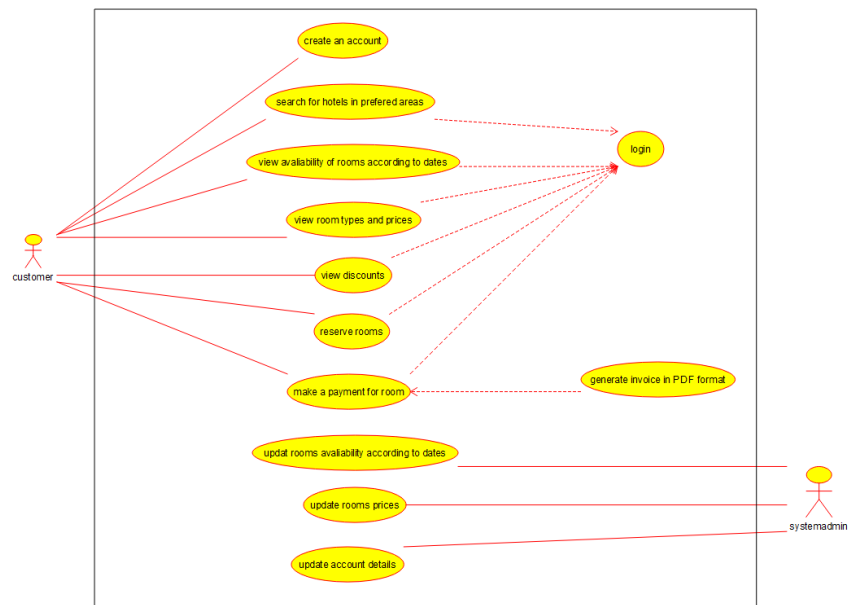 create an account
search for hotels in prefered areas
login
view avaliability of rooms according to dates
view room types and prices
customer
view discounts
reserve rooms
make a payment for room
generate invoice in PDF format
updat rooms avaliability according to dates
update rooms prices
systemadmin
update account details